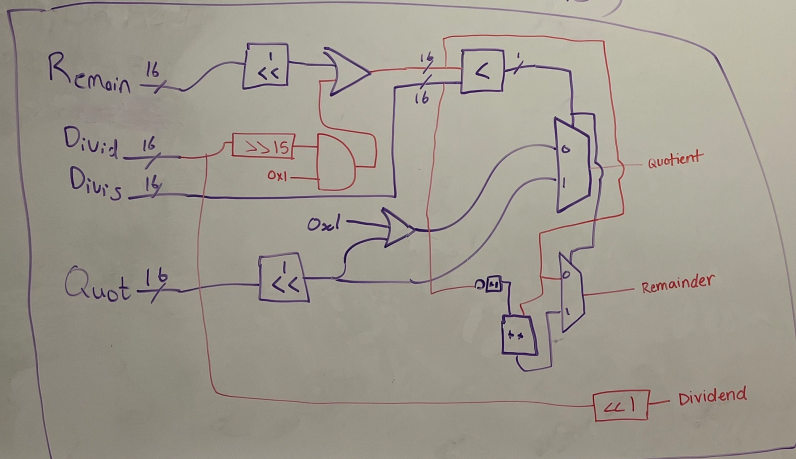 Remain 16
1
<<
16
16
<
1
Divid 16
>>15
0x1
Divis 16
0
1
Quotient
0x1
Quot 16
1
<<
0
1
Remainder
++
<<1
Dividend